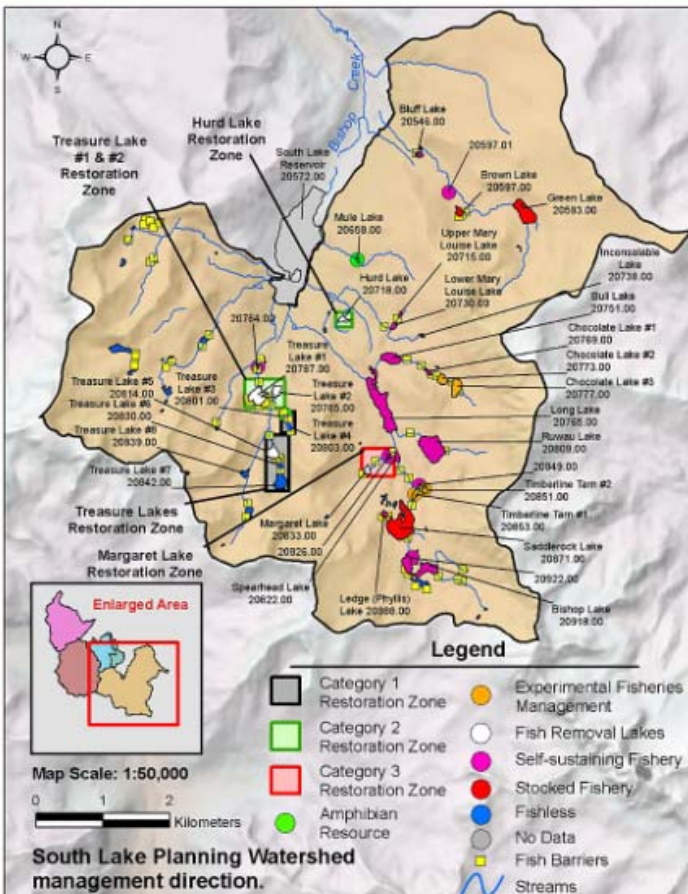 N
W E
S
Bishop Creek
Hurd Lake
Restoration
Zone
Treasure Lake
#1 & #2
Restoration
Zone
South Lake
Reservoir
20572.00
Bluff Lake
20546.00
20597.01
Brown Lake
20597.00
Green Lake
20583.00
Mule Lake
20658.00
Upper Mary
Louise Lake
20715.00
Hurd Lake
20718.00
Lower Mary
Louise Lake
20730.00
Inconsolable
Lake
20738.00
Bull Lake
20751.00
Chocolate Lake #1
20769.00
Chocolate Lake #2
20773.00
Chocolate Lake #3
20777.00
20764.02
Treasure
Lake #1
20787.00
Treasure Lake #5
20814.00
Treasure
Lake #3
20801.00
Treasure
Lake #2
20785.00
Treasure Lake #6
20830.00
Treasure Lake #8
20839.00
Treasure
Lake #4
20803.00
Long Lake
20765.00
Ruwau Lake
20809.00
Treasure Lake #7
20842.00
20849.00
Timberline Tarn #2
20851.00
Treasure Lakes
Restoration Zone
Margaret Lake
20833.00
Timberline Tarn #1
20853.00
Margaret Lake
Restoration Zone
20826.00
Saddlerock Lake
20871.00
Spearhead Lake
20822.00
Ledge (Phyllis)
Lake 20888.00
20922.00
Bishop Lake
20918.00
Enlarged Area
Map Scale: 1:50,000
0 1 2
Kilometers
South Lake Planning Watershed
management direction.
Legend
Category 1
Restoration Zone
Category 2
Restoration Zone
Category 3
Restoration Zone
Amphibian
Resource
Experimental Fisheries
Management
Fish Removal Lakes
Self-sustaining Fishery
Stocked Fishery
Fishless
No Data
Fish Barriers
Streams